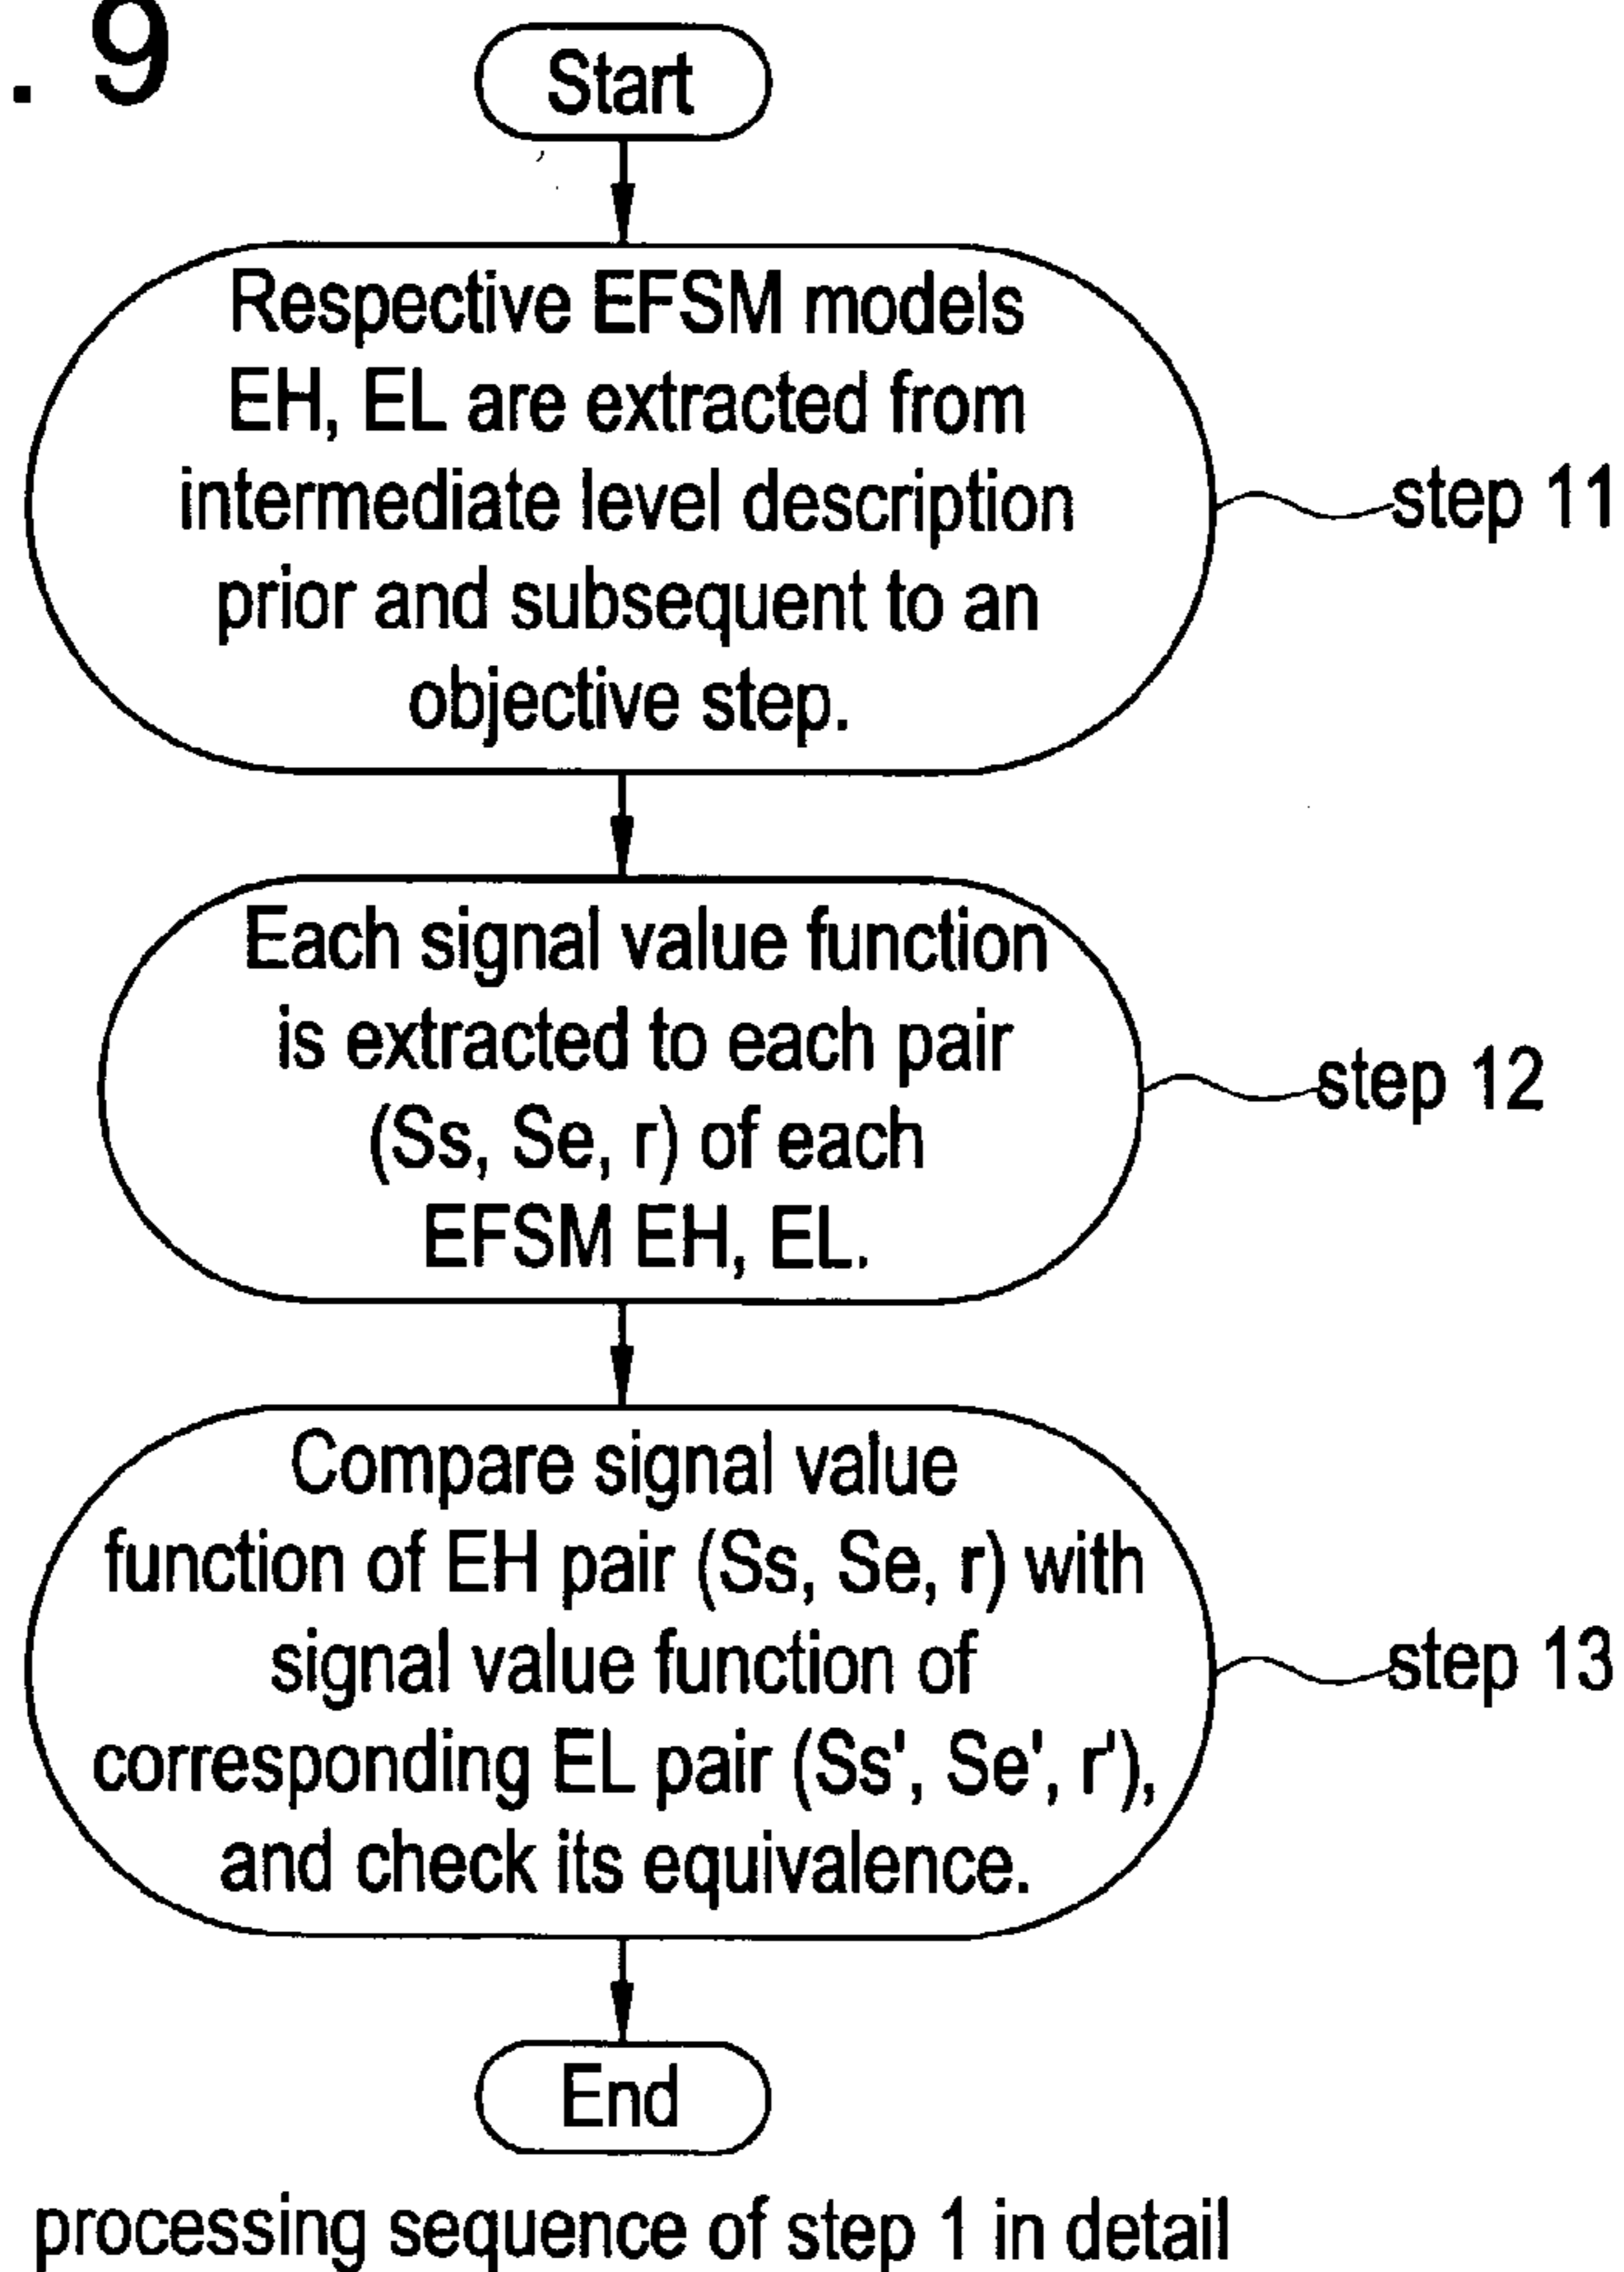 . 9
Start
Respective EFSM models
EH, EL are extracted from
intermediate level description
prior and subsequent to an
objective step.
step 11
Each signal value function
is extracted to each pair
(Ss, Se, r) of each
EFSM EH, EL.
step 12
Compare signal value
function of EH pair (Ss, Se, r) with
signal value function of
corresponding EL pair (Ss', Se', r'),
and check its equivalence.
step 13
End
processing sequence of step 1 in detail